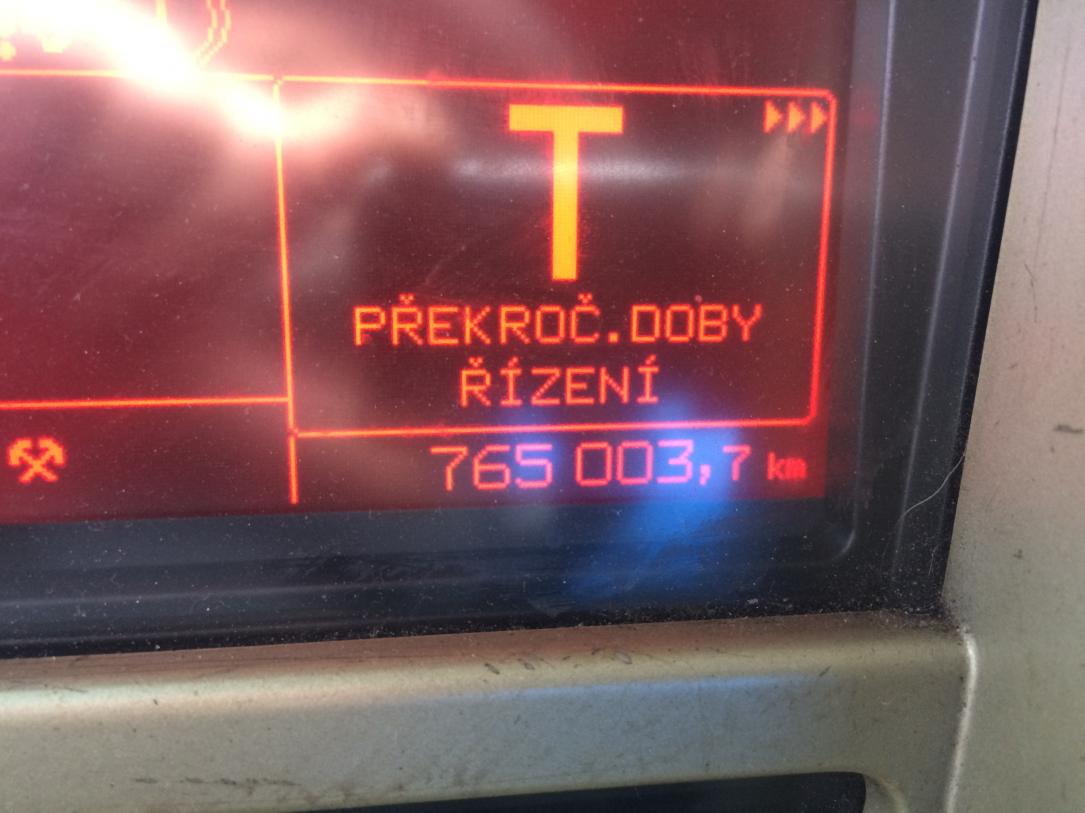 T
PŘEKROČ.DOBY
ŘÍZENÍ
765 003,7 km